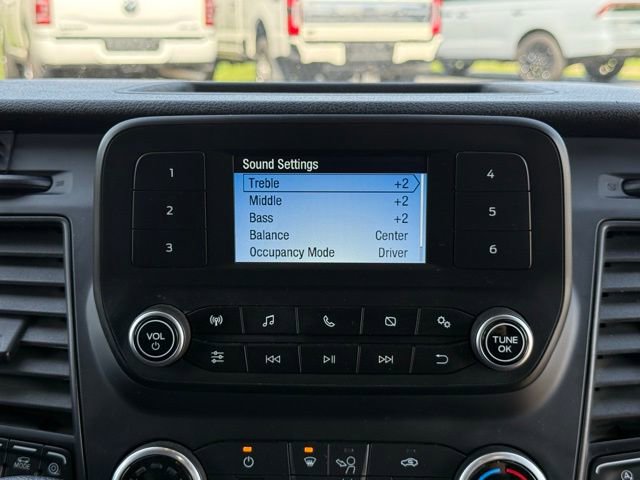 Sound Settings
Treble +2
Middle +2
Bass +2
Balance Center
Occupancy Mode Driver
1
2
3
4
5
6
VOL
TUNE
OK
MODE